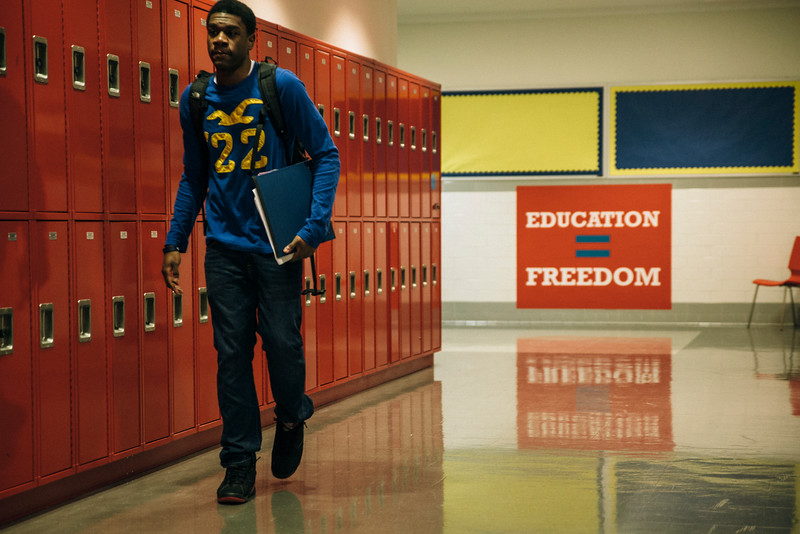 22
EDUCATION
=
FREEDOM